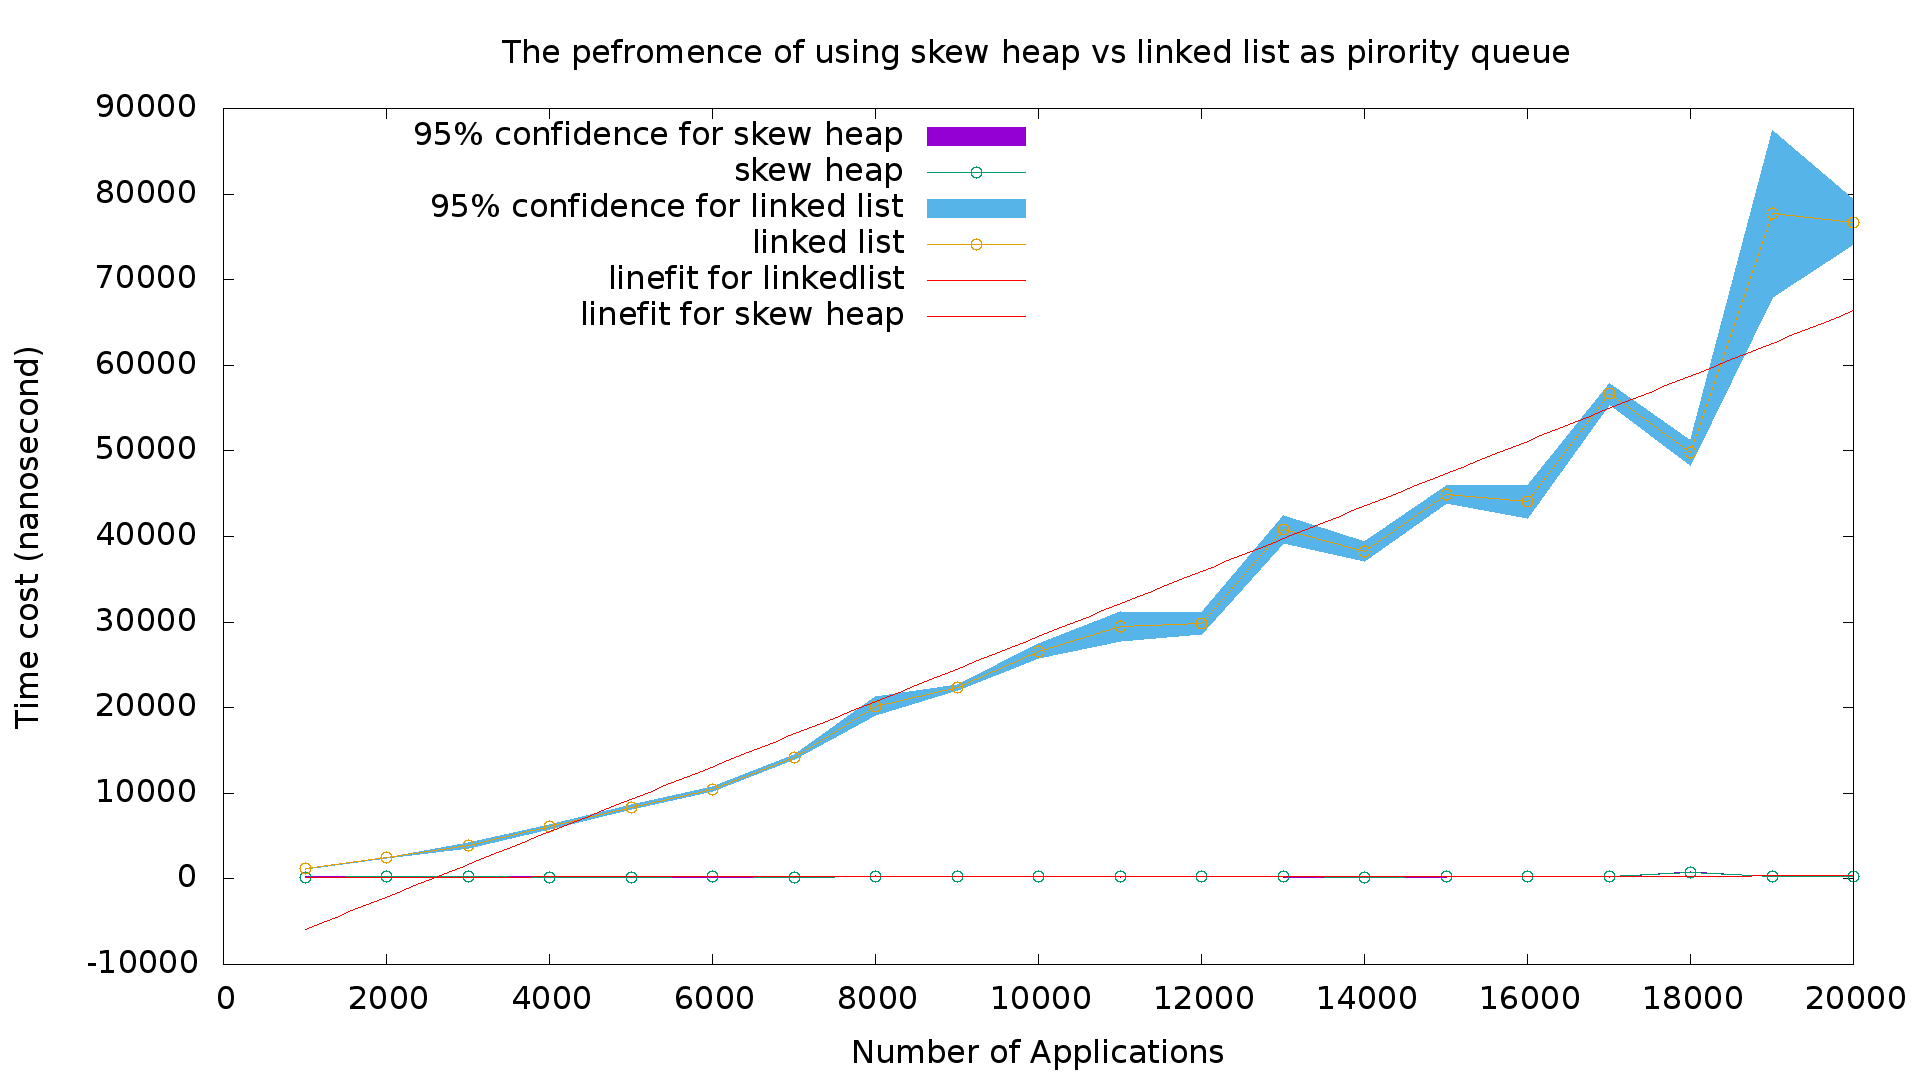 The pefromence of using skew heap vs linked list as pirority queue
90000
80000
70000
60000
50000
40000
30000
20000
10000
0
-10000
95% confidence for skew heap
skew heap
95% confidence for linked list
linked list
linefit for linkedlist
linefit for skew heap
Time cost (nanosecond)
0 2000 4000 6000 8000 10000 12000 14000 16000 18000 20000
Number of Applications